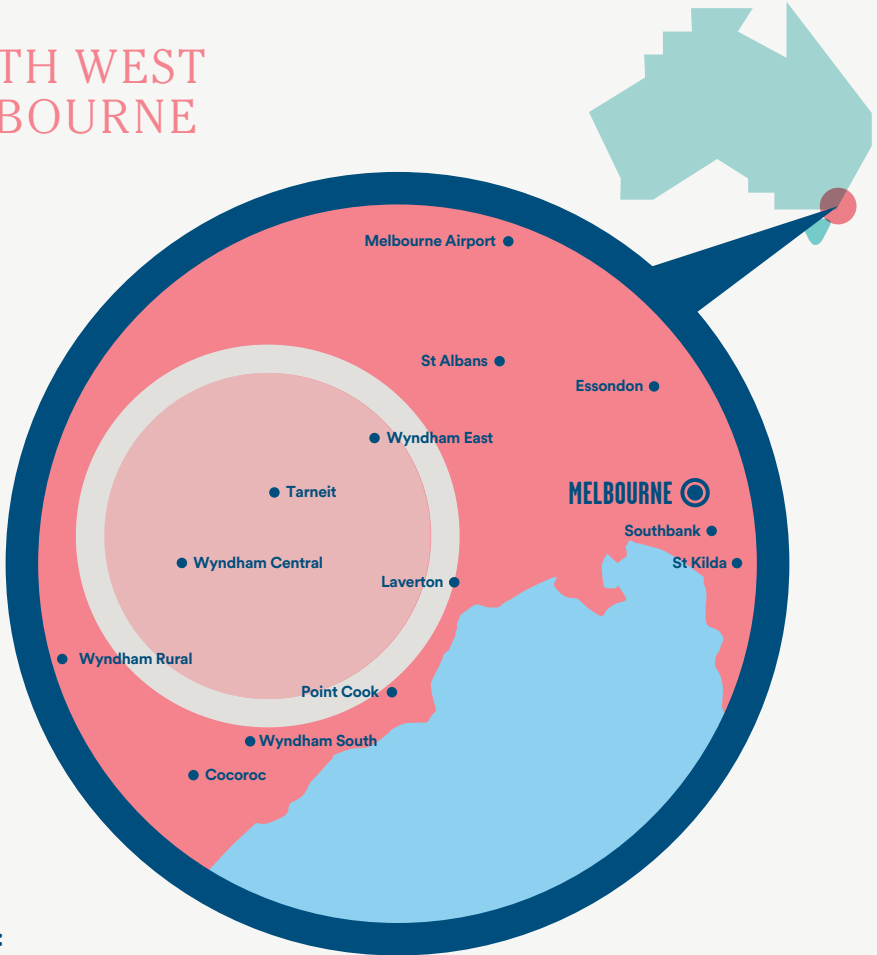 TH WEST
BOURNE
Melbourne Airport
St Albans
Essondon
Wyndham East
Tarneit
MELBOURNE
Southbank
Wyndham Central
St Kilda
Laverton
Wyndham Rural
Point Cook
Wyndham South
Cocoroc
: